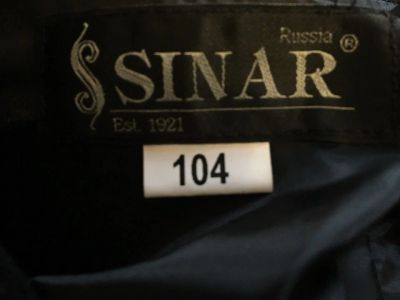 Russia
SINAR ®
Est. 1921
104